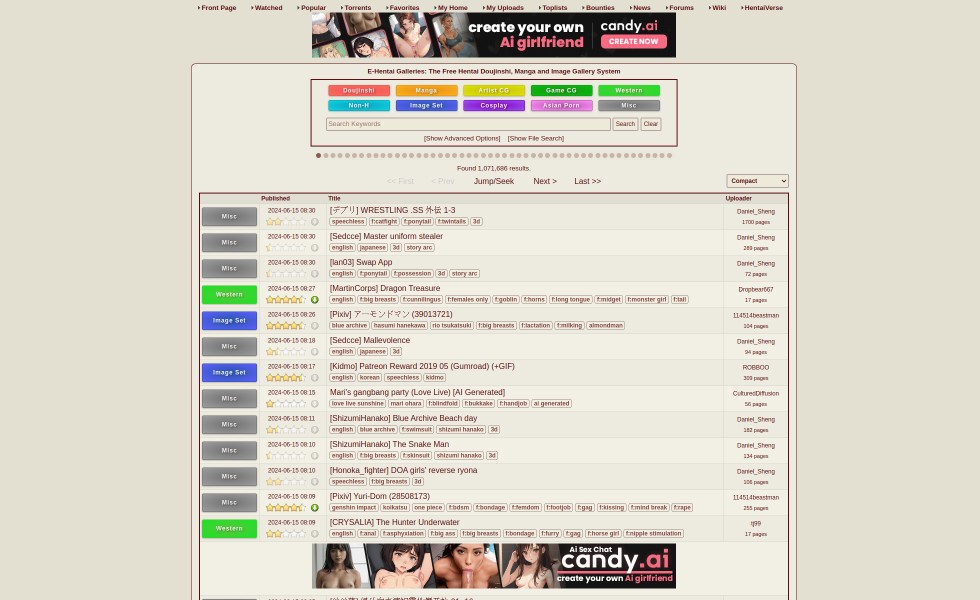 Front Page Watched Popular Torrents Favorites My Home My Uploads Toplists Bounties News Forums Wiki HentaiVerse
create your own
Ai girlfriend
candy.ai
CREATE NOW
E-Hentai Galleries: The Free Hentai Doujinshi, Manga and Image Gallery System
Doujinshi Manga Artist CG Game CG Western
Non-H Image Set Cosplay Asian Porn Misc
Search Keywords Search Clear
[Show Advanced Options] [Show File Search]
Found 1,071,686 results.
<< First < Prev Jump/Seek Next > Last >> Compact
Published Title Uploader
Misc 2024-06-15 08:30 [デプリ] WRESTLING .SS 外伝 1-3 Daniel_Sheng
speechless f:catfight f:ponytail f:twintails 3d 1700 pages
Misc 2024-06-15 08:30 [Sedcce] Master uniform stealer Daniel_Sheng
english japanese 3d story arc 289 pages
Misc 2024-06-15 08:30 [Ian03] Swap App Daniel_Sheng
english f:ponytail f:possession 3d story arc 72 pages
Western 2024-06-15 08:27 [MartinCorps] Dragon Treasure Dropbear667
english f:big breasts f:cunnilingus f:females only f:goblin f:horns f:long tongue f:midget f:monster girl f:tail 17 pages
Image Set 2024-06-15 08:26 [Pixiv] アーモンドマン (39013721) 114514beastman
blue archive hasumi hanekawa rio tsukatsuki f:big breasts f:lactation f:milking almondman 104 pages
Misc 2024-06-15 08:18 [Sedcce] Mallevolence Daniel_Sheng
english japanese 3d 94 pages
Image Set 2024-06-15 08:17 [Kidmo] Patreon Reward 2019 05 (Gumroad) (+GIF) ROBBOO
english korean speechless kidmo 309 pages
Misc 2024-06-15 08:15 Mari's gangbang party (Love Live) [AI Generated] CulturedDiffusion
love live sunshine mari ohara f:blindfold f:bukkake f:handjob ai generated 56 pages
Misc 2024-06-15 08:11 [ShizumiHanako] Blue Archive Beach day Daniel_Sheng
english blue archive f:swimsuit shizumi hanako 3d 182 pages
Misc 2024-06-15 08:10 [ShizumiHanako] The Snake Man Daniel_Sheng
english f:big breasts f:skinsuit shizumi hanako 3d 134 pages
Misc 2024-06-15 08:10 [Honoka_fighter] DOA girls' reverse ryona Daniel_Sheng
speechless f:big breasts 3d 106 pages
Misc 2024-06-15 08:09 [Pixiv] Yuri-Dom (28508173) 114514beastman
genshin impact koikatsu one piece f:bdsm f:bondage f:femdom f:footjob f:gag f:kissing f:mind break f:rape 255 pages
Western 2024-06-15 08:09 [CRYSALIA] The Hunter Underwater tj99
english f:anal f:asphyxiation f:big ass f:big breasts f:bondage f:furry f:gag f:horse girl f:nipple stimulation 17 pages
Ai Sex Chat
candy.ai
create your own Ai girlfriend